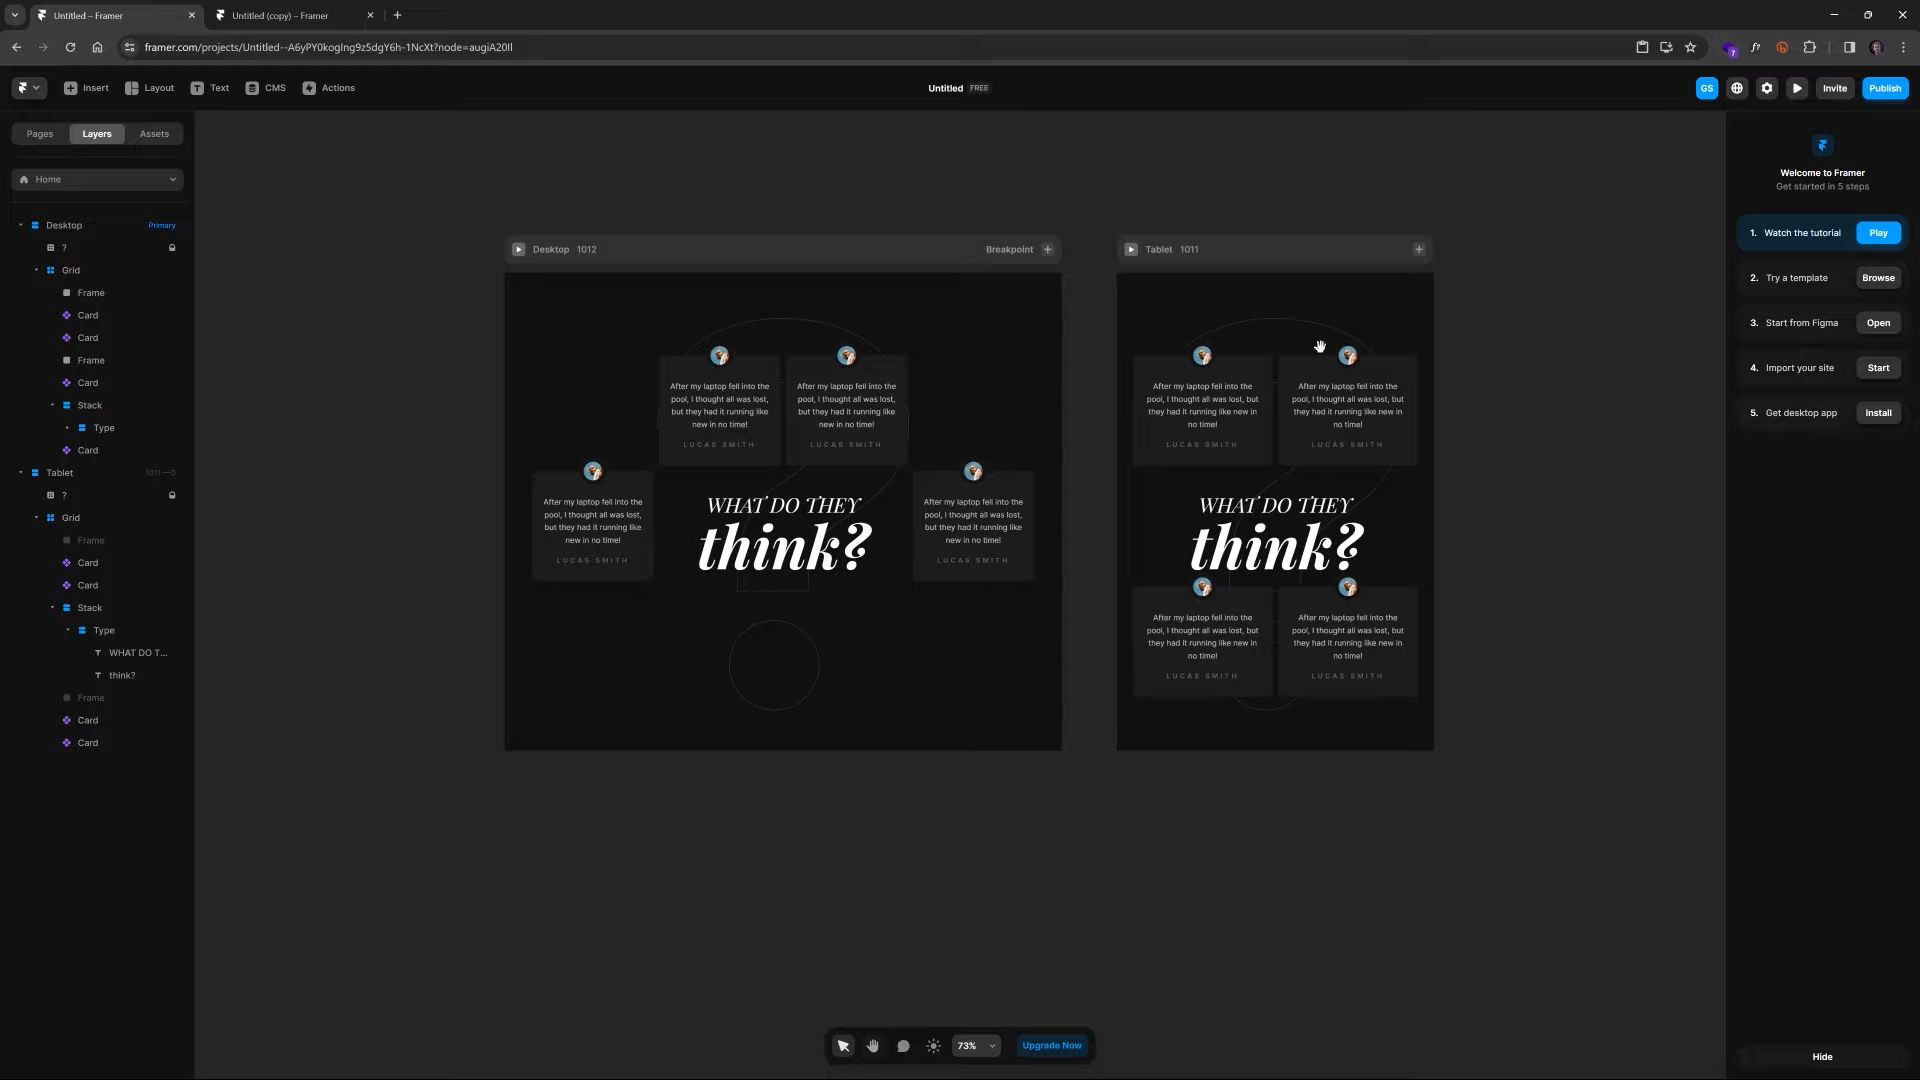 Untitled – Framer
Untitled (copy) – Framer
framer.com/projects/Untitled--A6yPY0kogIng9z5dgY6h-1NcXt?node=augiA20Il
7
f?
Insert
Layout
Text
CMS
Actions
Untitled FREE
GS
Invite
Publish
Pages
Layers
Assets
Home
Desktop Primary
?
Grid
Frame
Card
Card
Frame
Card
Stack
Type
Card
Tablet 1011—0
?
Grid
Frame
Card
Card
Stack
Type
WHAT DO T...
think?
Frame
Card
Card
Desktop 1012
Breakpoint
After my laptop fell into the
pool, I thought all was lost,
but they had it running like
new in no time!
LUCAS SMITH
After my laptop fell into the
pool, I thought all was lost,
but they had it running like
new in no time!
LUCAS SMITH
After my laptop fell into the
pool, I thought all was lost,
but they had it running like
new in no time!
LUCAS SMITH
WHAT DO THEY
think?
After my laptop fell into the
pool, I thought all was lost,
but they had it running like
new in no time!
LUCAS SMITH
Tablet 1011
After my laptop fell into the
pool, I thought all was lost, but
they had it running like new in
no time!
LUCAS SMITH
After my laptop fell into the
pool, I thought all was lost, but
they had it running like new in
no time!
LUCAS SMITH
WHAT DO THEY
think?
After my laptop fell into the
pool, I thought all was lost, but
they had it running like new in
no time!
LUCAS SMITH
After my laptop fell into the
pool, I thought all was lost, but
they had it running like new in
no time!
LUCAS SMITH
Welcome to Framer
Get started in 5 steps
1. Watch the tutorial Play
2. Try a template Browse
3. Start from Figma Open
4. Import your site Start
5. Get desktop app Install
73%
Upgrade Now
Hide